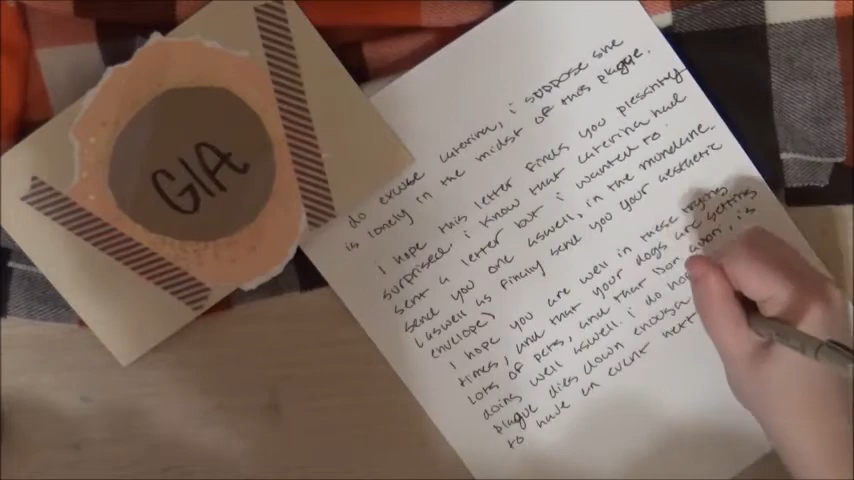 GIA
do excuse caterina, i suppose she
is lonely in the midst of this plague.
I hope this letter finds you plesantly
surprised. i know that caterina had
sent a letter but i wanted to.
send you one aswell, in the mundane.
(aswell as finally send you your aesthetic
envelope)
I hope you are well in these trying
times, and that your dogs are getting
lots of pets, and that Don
doing well aswell. i do
plague dies down enough
to have an event next